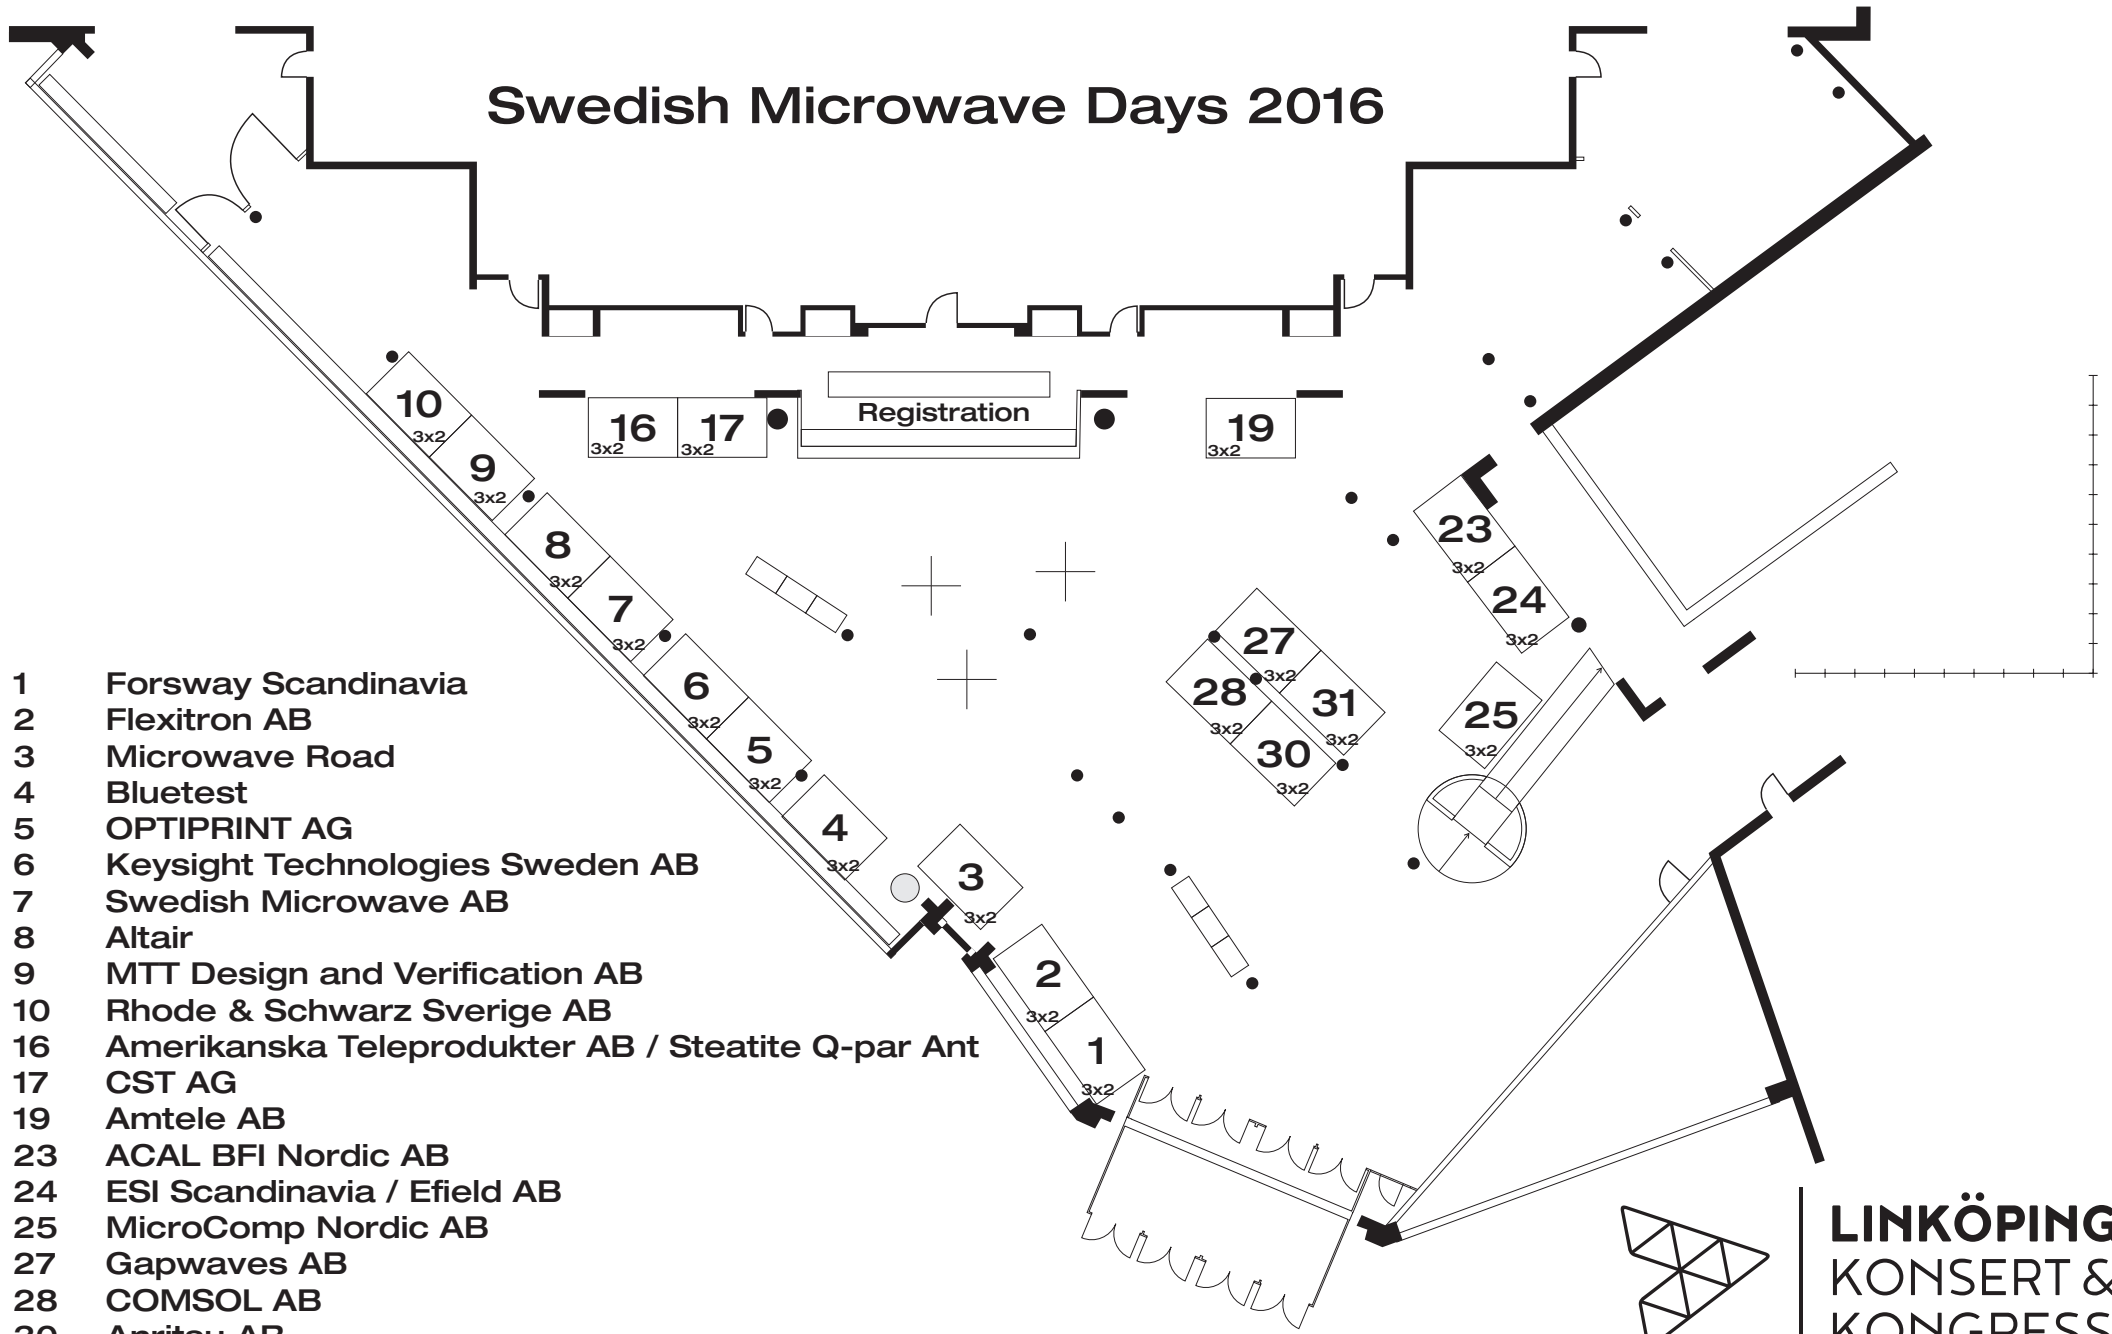 Swedish Microwave Days 2016
Registration
10
3x2
9
3x2
8
3x2
7
3x2
6
3x2
5
3x2
4
3x2
3
3x2
2
3x2
1
3x2
16
3x2
17
3x2
19
3x2
23
3x2
24
3x2
25
3x2
27
3x2
28
3x2
31
3x2
30
3x2
1 Forsway Scandinavia
2 Flexitron AB
3 Microwave Road
4 Bluetest
5 OPTIPRINT AG
6 Keysight Technologies Sweden AB
7 Swedish Microwave AB
8 Altair
9 MTT Design and Verification AB
10 Rhode & Schwarz Sverige AB
16 Amerikanska Teleprodukter AB / Steatite Q-par Ant
17 CST AG
19 Amtele AB
23 ACAL BFI Nordic AB
24 ESI Scandinavia / Efield AB
25 MicroComp Nordic AB
27 Gapwaves AB
28 COMSOL AB
30 Anritsu AB
LINKÖPING
KONSERT &
KONGRESS